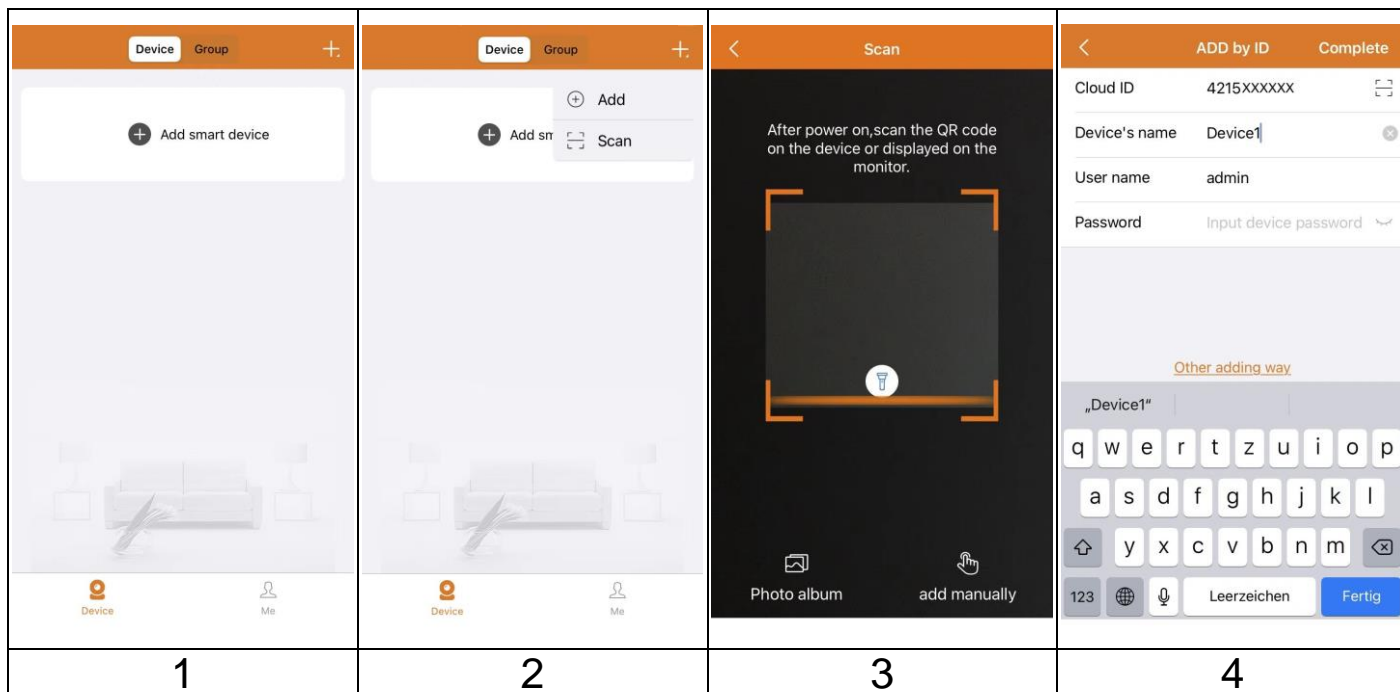 Device Group
Add smart device
Device Me
1
Device Group
Add
Add sm
Scan
Device Me
2
Scan
After power on,scan the QR code
on the device or displayed on the
monitor.
Photo album add manually
3
ADD by ID Complete
Cloud ID 4215XXXXXX
Device's name Device1
User name admin
Password Input device password
Other adding way
„Device1“
q w e r t z u i o p
a s d f g h j k l
y x c v b n m
123 Leerzeichen Fertig
4